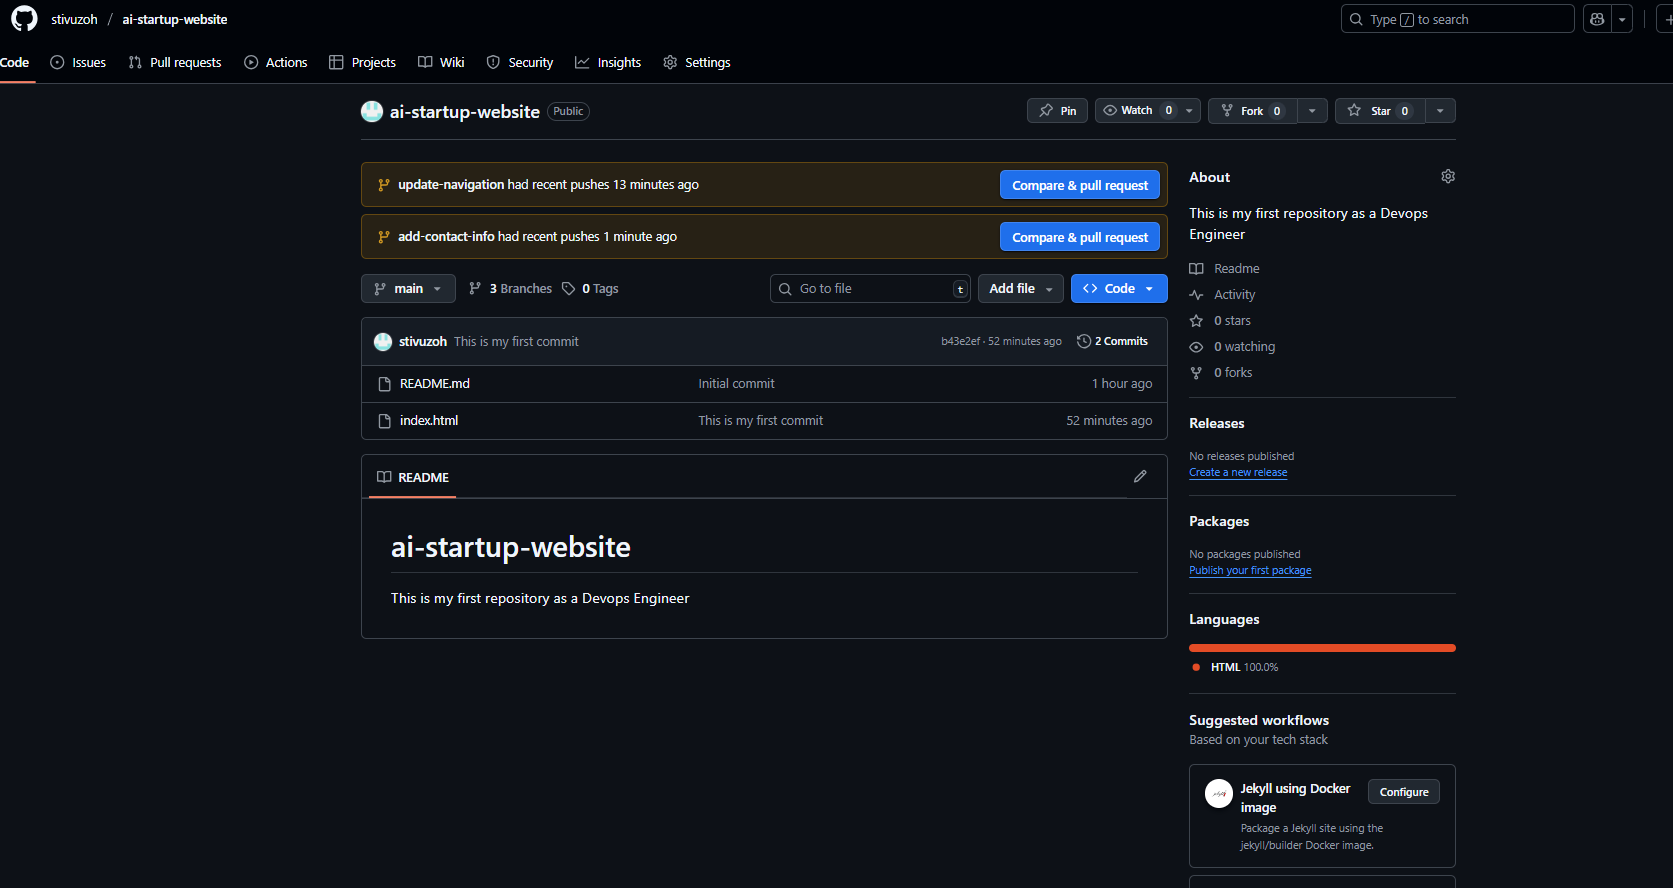 stivuzoh / ai-startup-website
Type / to search
Code Issues Pull requests Actions Projects Wiki Security Insights Settings
ai-startup-website Public
Pin Watch 0 Fork 0 Star 0
update-navigation had recent pushes 13 minutes ago
Compare & pull request
add-contact-info had recent pushes 1 minute ago
Compare & pull request
main 3 Branches 0 Tags
Go to file t Add file Code
stivuzoh This is my first commit b43e2ef · 52 minutes ago 2 Commits
README.md Initial commit 1 hour ago
index.html This is my first commit 52 minutes ago
README
ai-startup-website
This is my first repository as a Devops Engineer
About
This is my first repository as a Devops
Engineer
Readme
Activity
0 stars
0 watching
0 forks
Releases
No releases published
Create a new release
Packages
No packages published
Publish your first package
Languages
HTML 100.0%
Suggested workflows
Based on your tech stack
Jekyll using Docker
image
Configure
Package a Jekyll site using the
jekyll/builder Docker image.